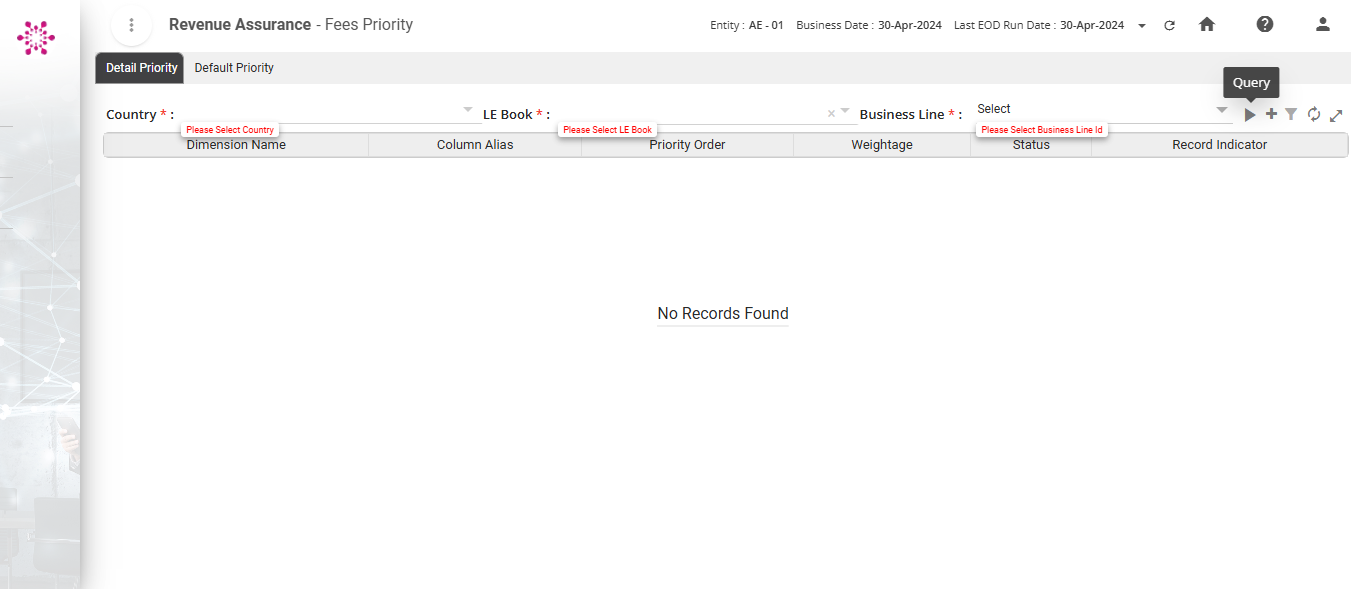 Revenue Assurance - Fees Priority
Entity : AE - 01 Business Date : 30-Apr-2024 Last EOD Run Date : 30-Apr-2024
Detail Priority Default Priority
Query
Country * : LE Book * : × Business Line * : Select
Please Select Country Please Select LE Book Please Select Business Line Id
Dimension Name Column Alias Priority Order Weightage Status Record Indicator
No Records Found